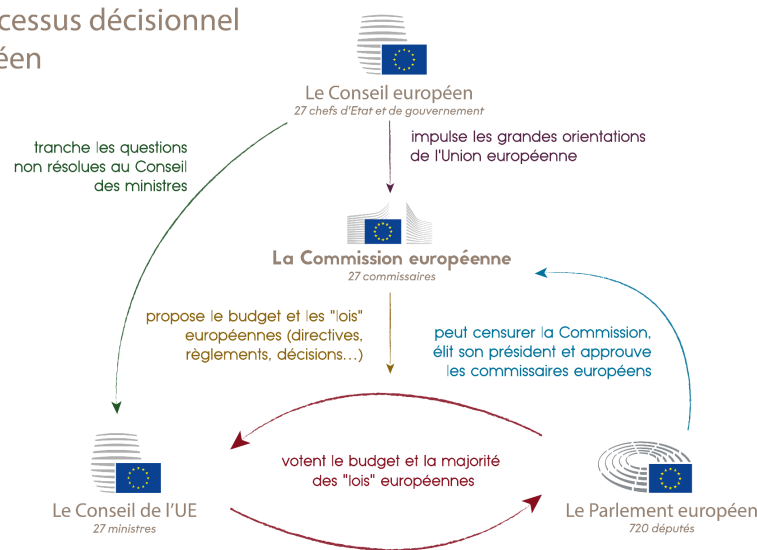 cessus décisionnel
éen
Le Conseil européen
27 chefs d'Etat et de gouvernement
tranche les questions
non résolues au Conseil
des ministres
impulse les grandes orientations
de l'Union européenne
La Commission européenne
27 commissaires
propose le budget et les "lois"
européennes (directives,
règlements, décisions...)
peut censurer la Commission,
élit son président et approuve
les commissaires européens
votent le budget et la majorité
des "lois" européennes
Le Conseil de l'UE
27 ministres
Le Parlement européen
720 députés